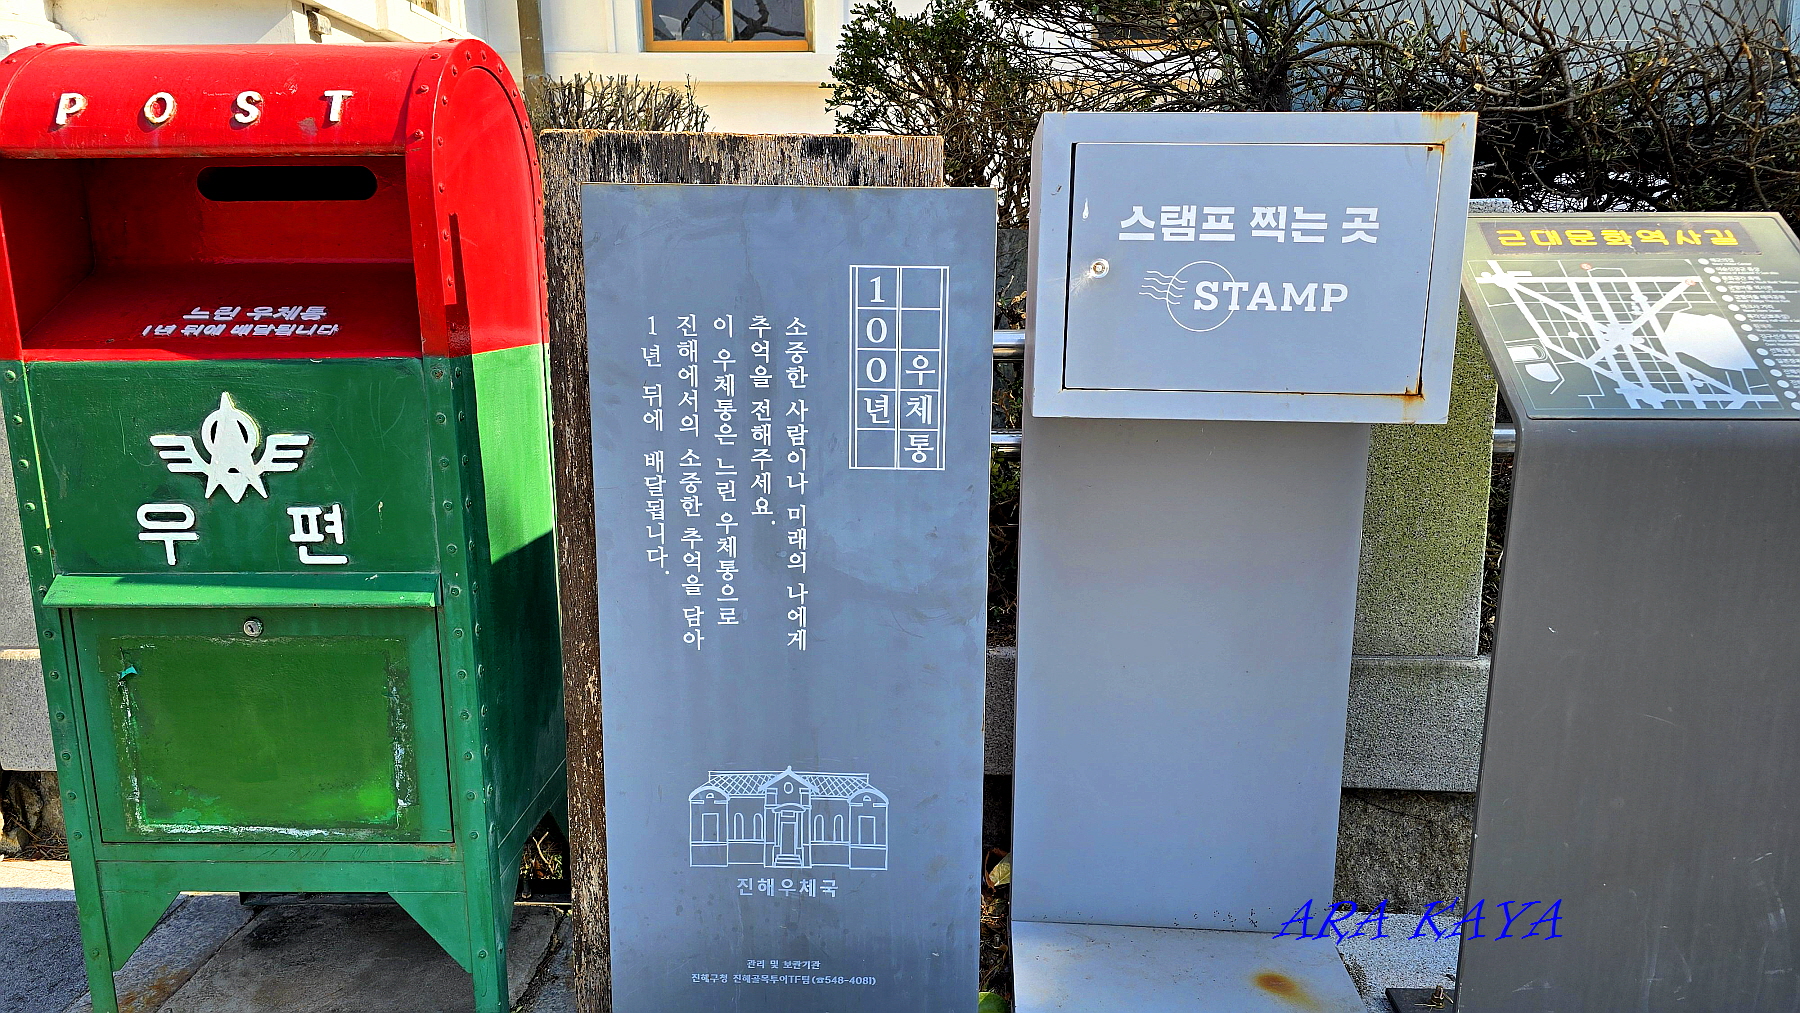 POST
느린 우체통
1년 뒤에 배달됩니다
우편
100년
우체통
소중한 사람이나 미래의 나에게
추억을 전해주세요.
이 우체통은 느린 우체통으로
진해에서의 소중한 추억을 담아
1년 뒤에 배달됩니다.
진해우체국
관리 및 보관기관
진해구청 진해골목투어TF팀(☎548-4081)
스탬프 찍는 곳
STAMP
근대문화역사길
ARA KAYA